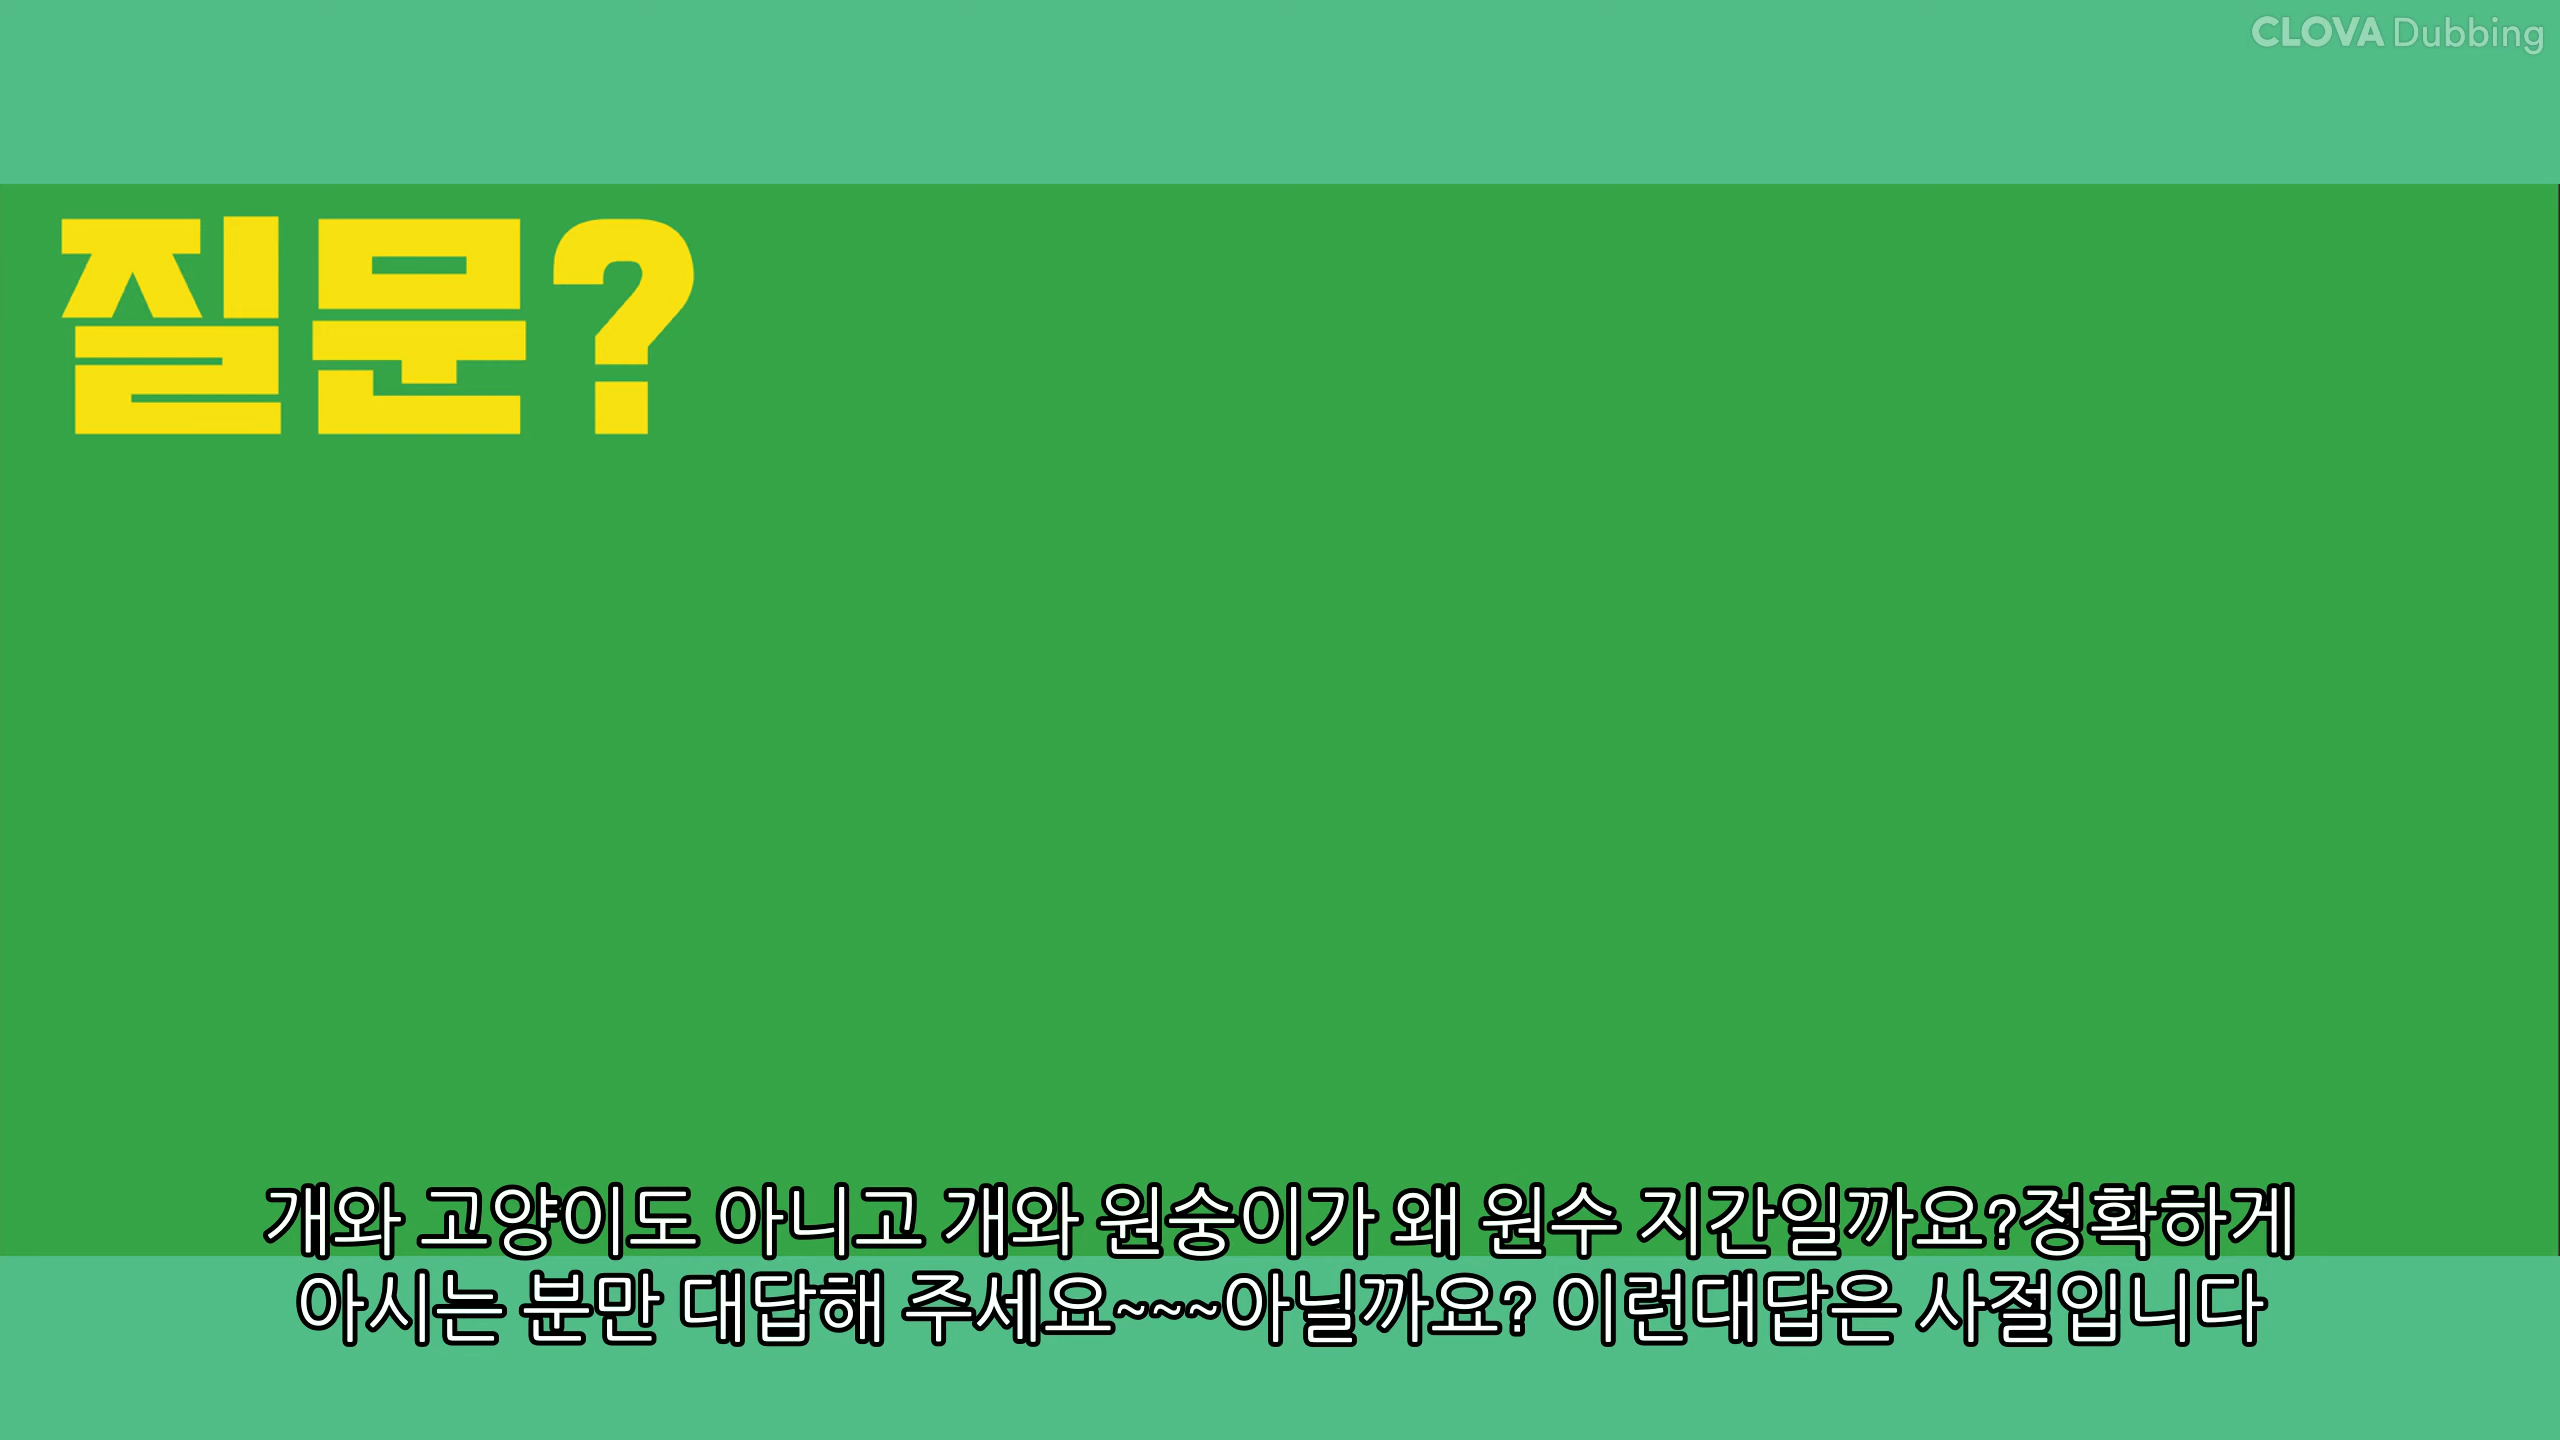 CLOVA Dubbing
질문?
개와 고양이도 아니고 개와 원숭이가 왜 원수 지간일까요?정확하게
아시는 분만 대답해 주세요~~~아닐까요? 이런대답은 사절입니다